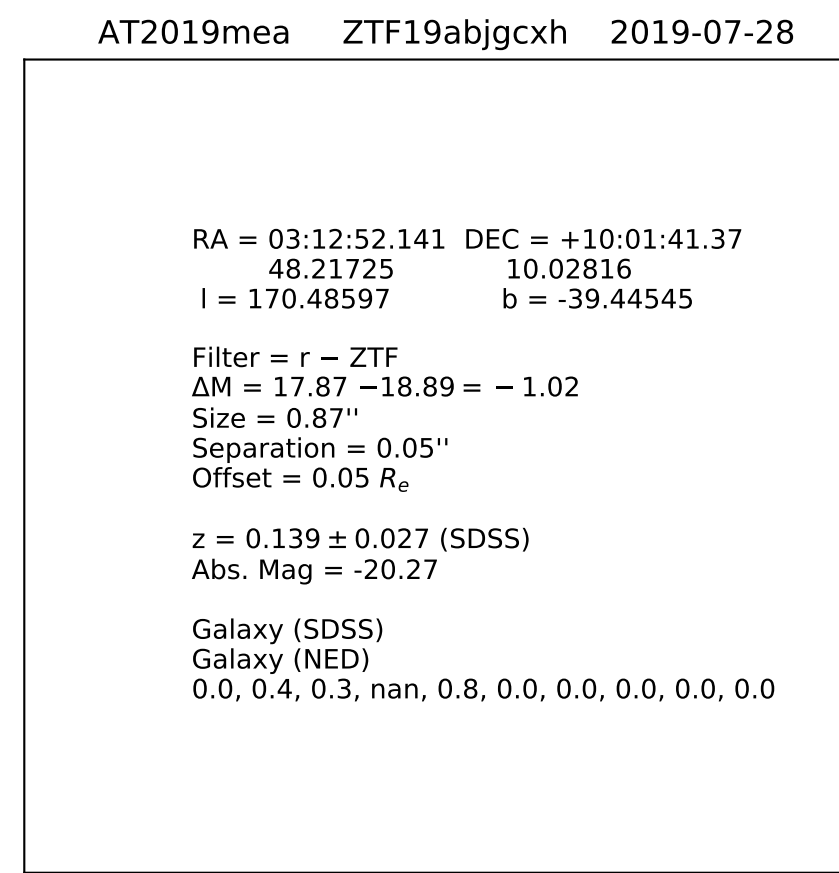 AT2019mea ZTF19abjgcxh 2019-07-28
RA = 03:12:52.141 DEC = +10:01:41.37
48.21725 10.02816
l = 170.48597 b = -39.44545
Filter = r − ZTF
ΔM = 17.87 −18.89 = − 1.02
Size = 0.87''
Separation = 0.05''
Offset = 0.05 Re
z = 0.139 ± 0.027 (SDSS)
Abs. Mag = -20.27
Galaxy (SDSS)
Galaxy (NED)
0.0, 0.4, 0.3, nan, 0.8, 0.0, 0.0, 0.0, 0.0, 0.0